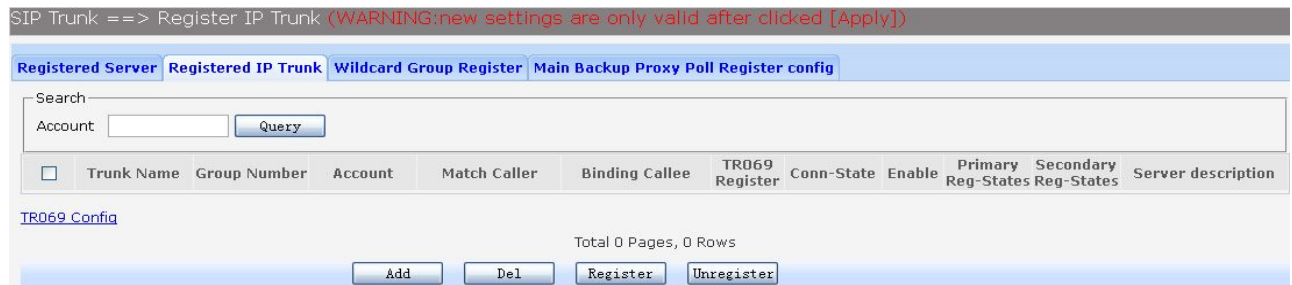 SIP Trunk ==> Register IP Trunk (WARNING:new settings are only valid after clicked [Apply])
Registered Server Registered IP Trunk Wildcard Group Register Main Backup Proxy Poll Register config
Search
Account Query
Trunk Name Group Number Account Match Caller Binding Callee TR069 Register Conn-State Enable Primary Reg-States Secondary Reg-States Server description
TR069 Config
Total 0 Pages, 0 Rows
Add Del Register Unregister